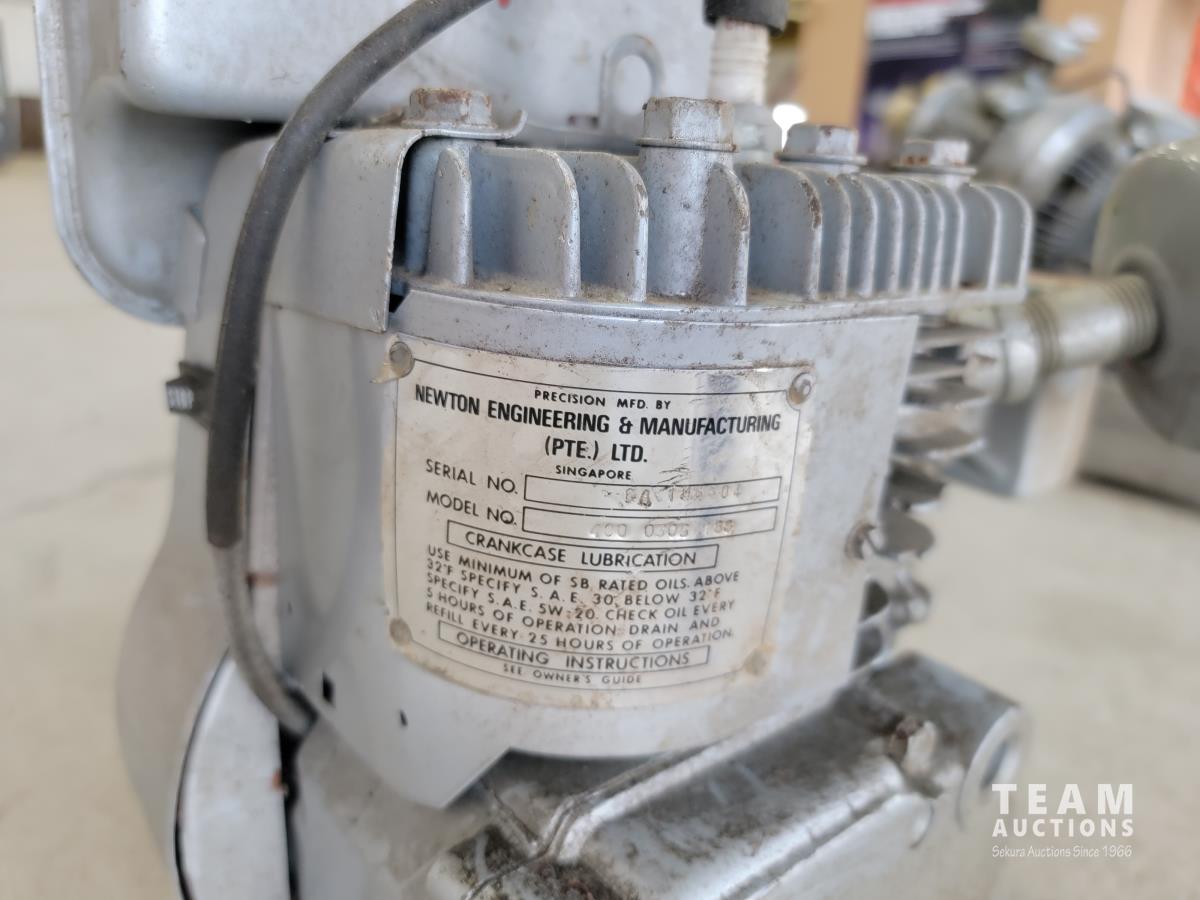 PRECISION MFD. BY
NEWTON ENGINEERING & MANUFACTURING
(PTE.) LTD.
SINGAPORE
SERIAL NO.
MODEL NO. 400 0303
CRANKCASE LUBRICATION
USE MINIMUM OF SB. RATED OILS. ABOVE
32°F SPECIFY S.A.E. 30. BELOW 32°F
SPECIFY S.A.E. 5W-20. CHECK OIL EVERY
5 HOURS OF OPERATION. DRAIN AND
REFILL EVERY 25 HOURS OF OPERATION.
OPERATING INSTRUCTIONS
SEE OWNER'S GUIDE
TEAM
AUCTIONS
Sekura Auctions Since 1966